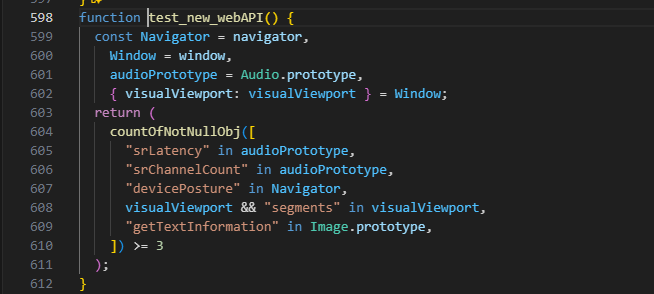 598 function test_new_webAPI() {
599 const Navigator = navigator,
600 Window = window,
601 audioPrototype = Audio.prototype,
602 { visualViewport: visualViewport } = Window;
603 return (
604 countOfNotNullObj([
605 "srLatency" in audioPrototype,
606 "srChannelCount" in audioPrototype,
607 "devicePosture" in Navigator,
608 visualViewport && "segments" in visualViewport,
609 "getTextInformation" in Image.prototype,
610 ]) >= 3
611 );
612 }